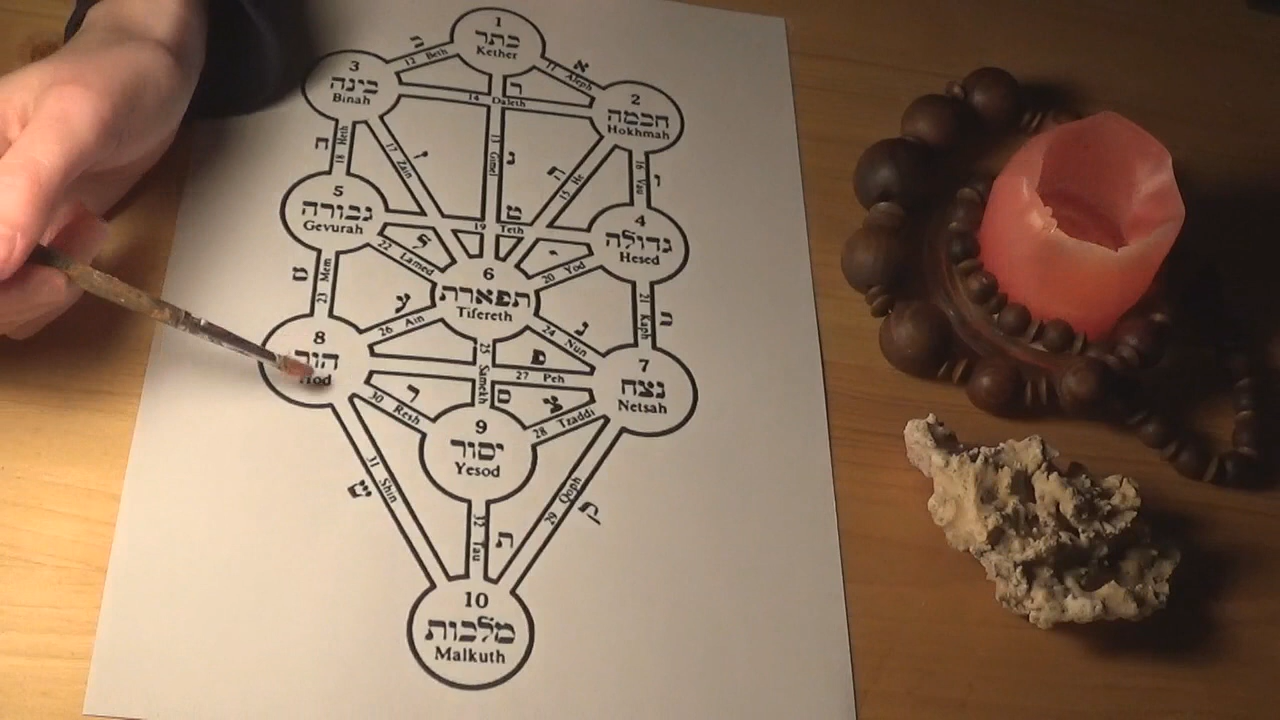 1
כתר
Kether
ב
12 Beth
א
11 Aleph
3
בינה
Binah
ד
14 Daleth
2
חכמה
Hokhmah
ח
18 Heth
17 Zain
ז
13 Gimel
ג
ה
15 He
16 Vau
ו
5
גבורה
Gevurah
ט
19 Teth
4
גדולה
Hesed
ל
22 Lamed
י
20 Yod
6
תפארת
Tifereth
מ
23 Mem
21 Kaph
כ
ע
26 Ain
נ
24 Nun
8
הוד
Hod
25 Samekh
ס
פ
27 Peh
7
נצח
Netsah
ר
30 Resh
צ
28 Tzaddi
9
יסוד
Yesod
31 Shin
ש
29 Qoph
ק
32 Tau
ת
10
מלכות
Malkuth